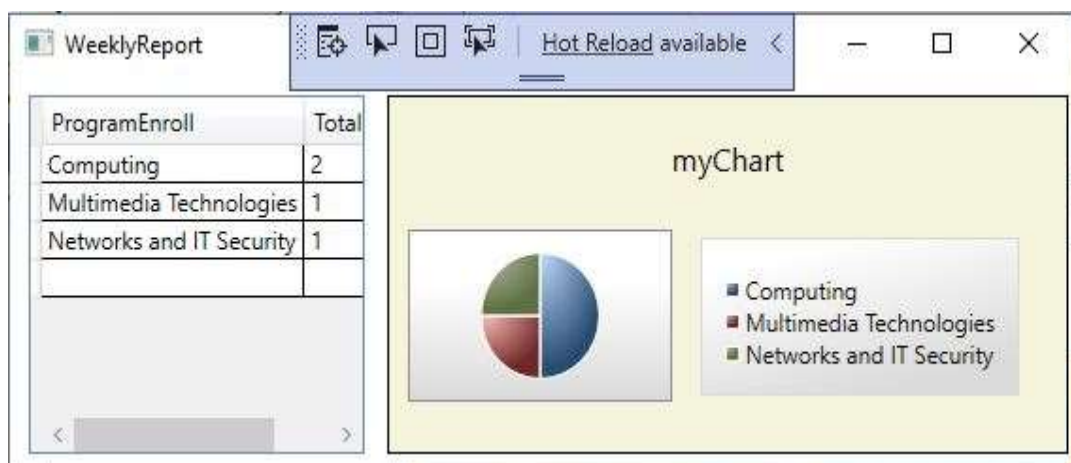 WeeklyReport
Hot Reload available
ProgramEnroll Total
Computing 2
Multimedia Technologies 1
Networks and IT Security 1
myChart
Computing
Multimedia Technologies
Networks and IT Security